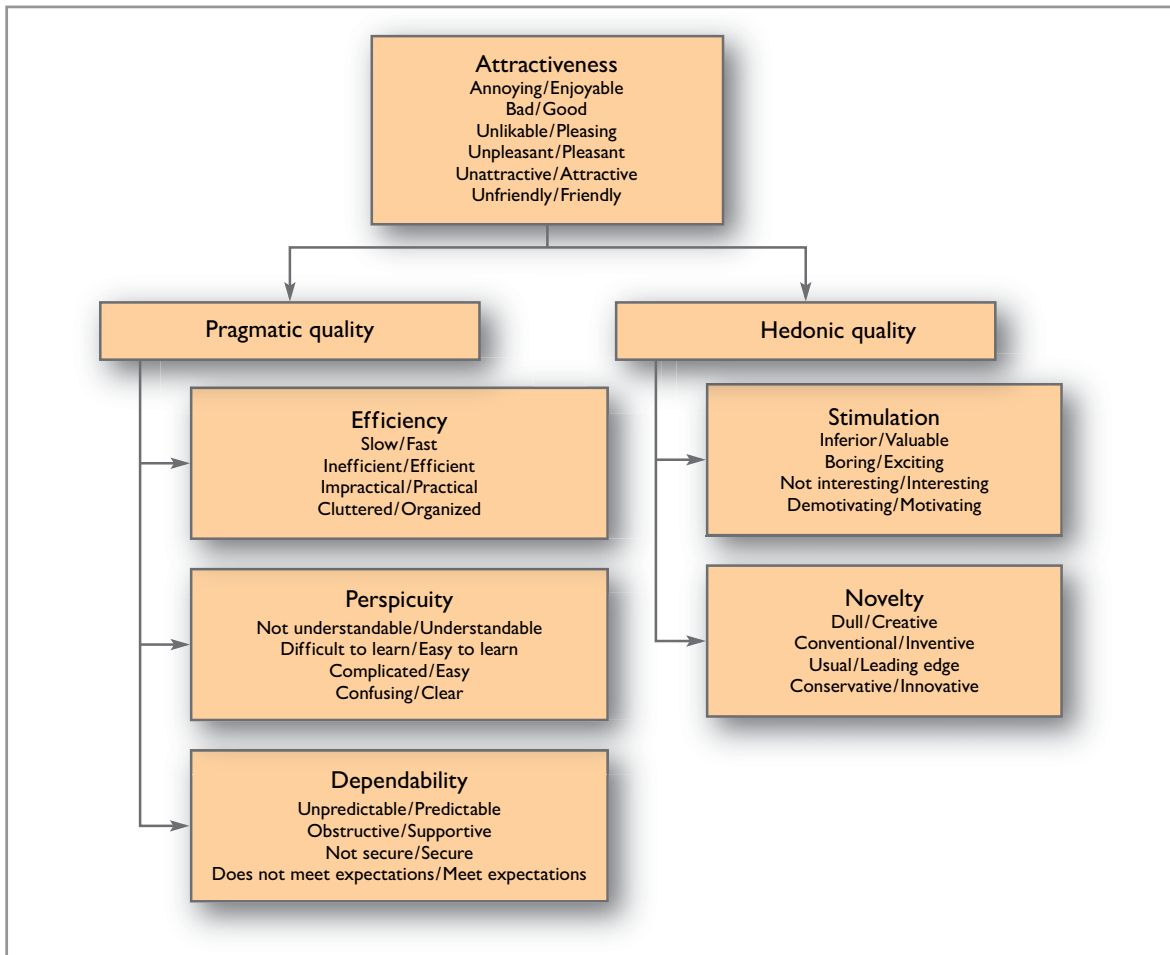 Attractiveness
Annoying/Enjoyable
Bad/Good
Unlikable/Pleasing
Unpleasant/Pleasant
Unattractive/Attractive
Unfriendly/Friendly
Pragmatic quality
Efficiency
Slow/Fast
Inefficient/Efficient
Impractical/Practical
Cluttered/Organized
Perspicuity
Not understandable/Understandable
Difficult to learn/Easy to learn
Complicated/Easy
Confusing/Clear
Dependability
Unpredictable/Predictable
Obstructive/Supportive
Not secure/Secure
Does not meet expectations/Meet expectations
Hedonic quality
Stimulation
Inferior/Valuable
Boring/Exciting
Not interesting/Interesting
Demotivating/Motivating
Novelty
Dull/Creative
Conventional/Inventive
Usual/Leading edge
Conservative/Innovative